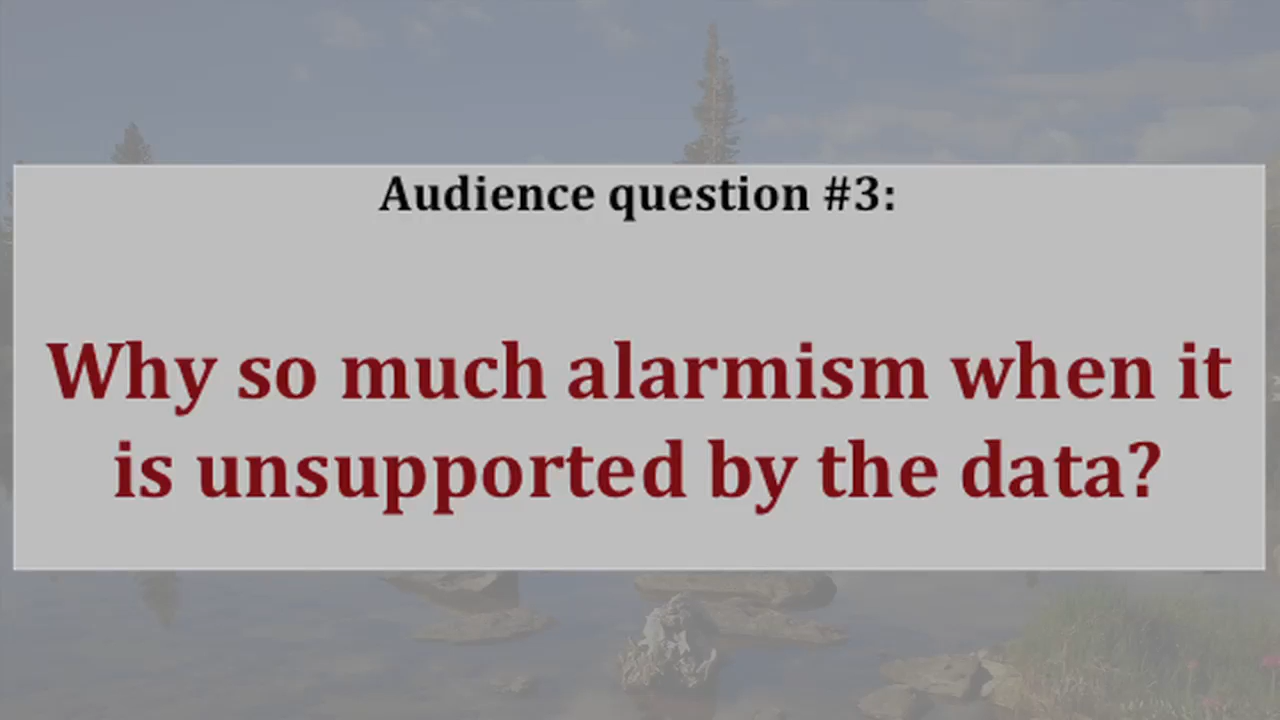 Audience question #3:
Why so much alarmism when it
is unsupported by the data?